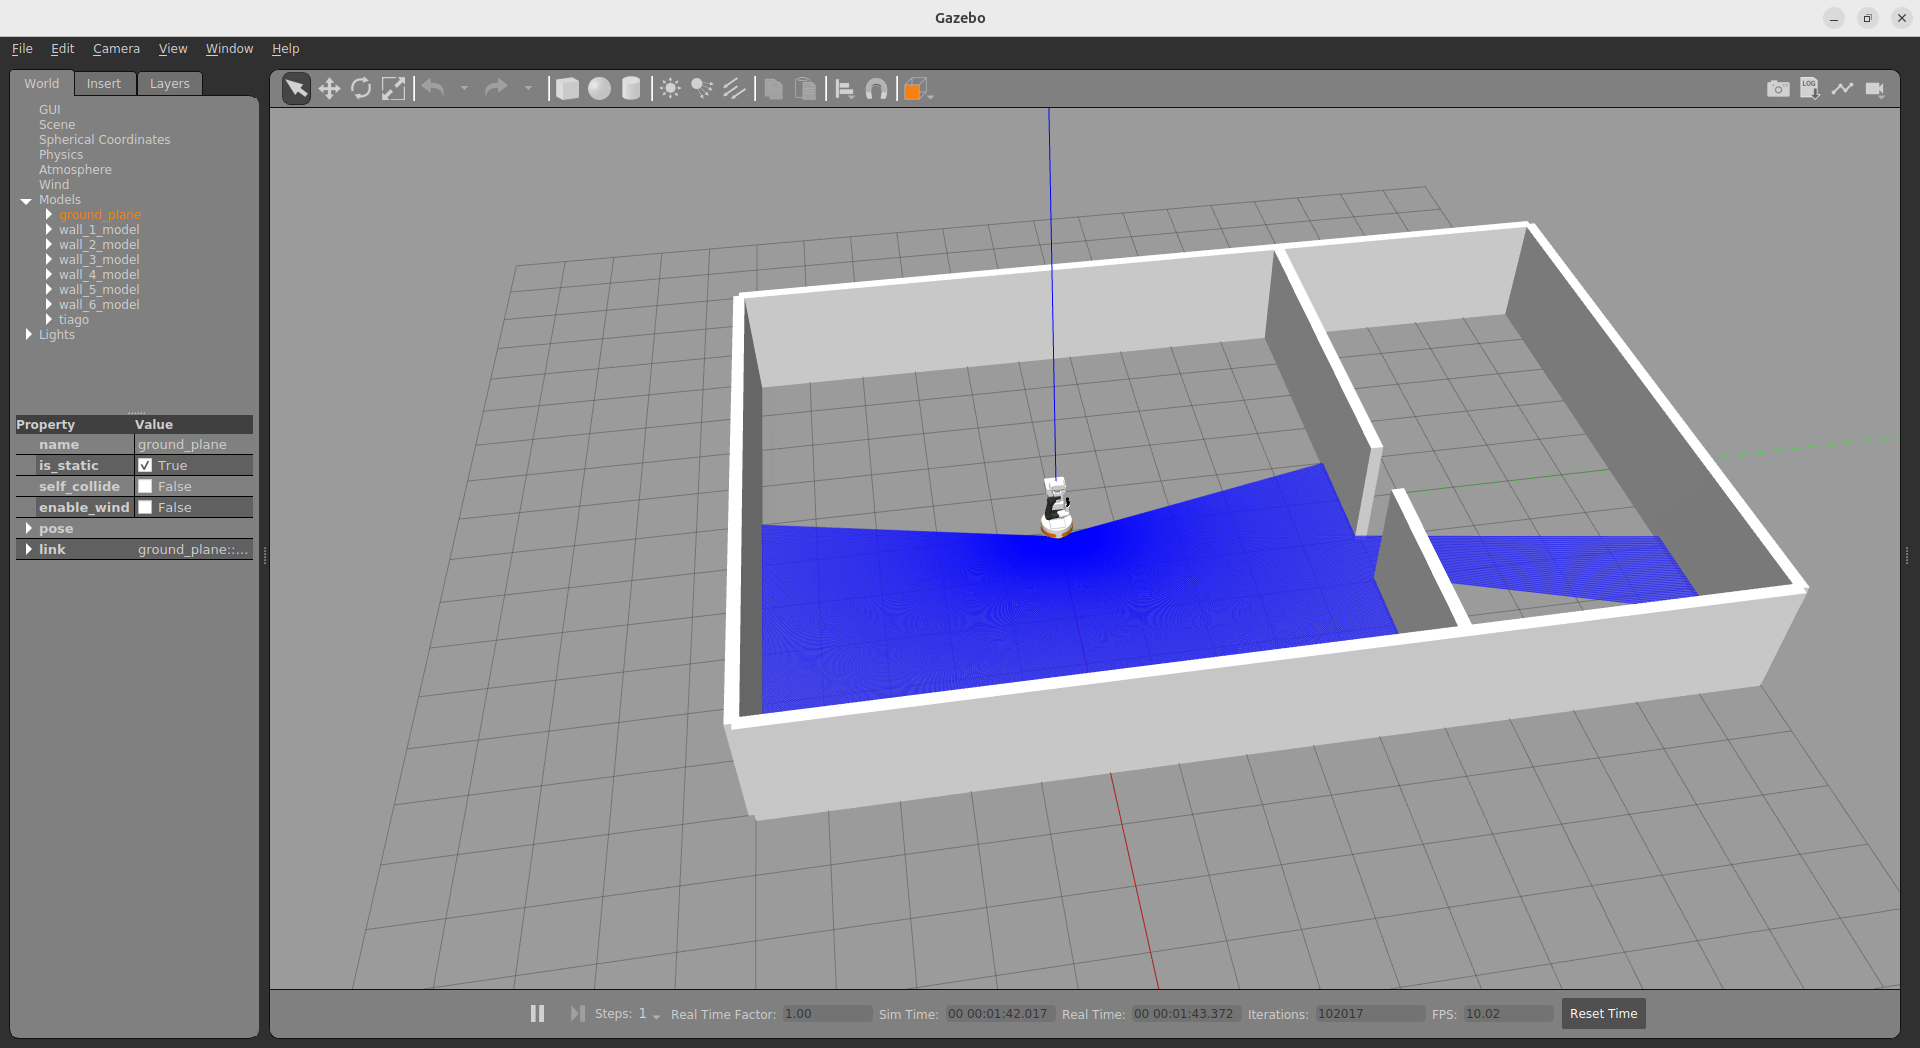 Gazebo
File Edit Camera View Window Help
World Insert Layers
GUI
Scene
Spherical Coordinates
Physics
Atmosphere
Wind
Models
ground_plane
wall_1_model
wall_2_model
wall_3_model
wall_4_model
wall_5_model
wall_6_model
tiago
Lights
LOG
Property Value
name ground_plane
is_static True
self_collide False
enable_wind False
pose
link ground_plane::...
Steps: 1 Real Time Factor: 1.00 Sim Time: 00 00:01:42.017 Real Time: 00 00:01:43.372 Iterations: 102017 FPS: 10.02 Reset Time